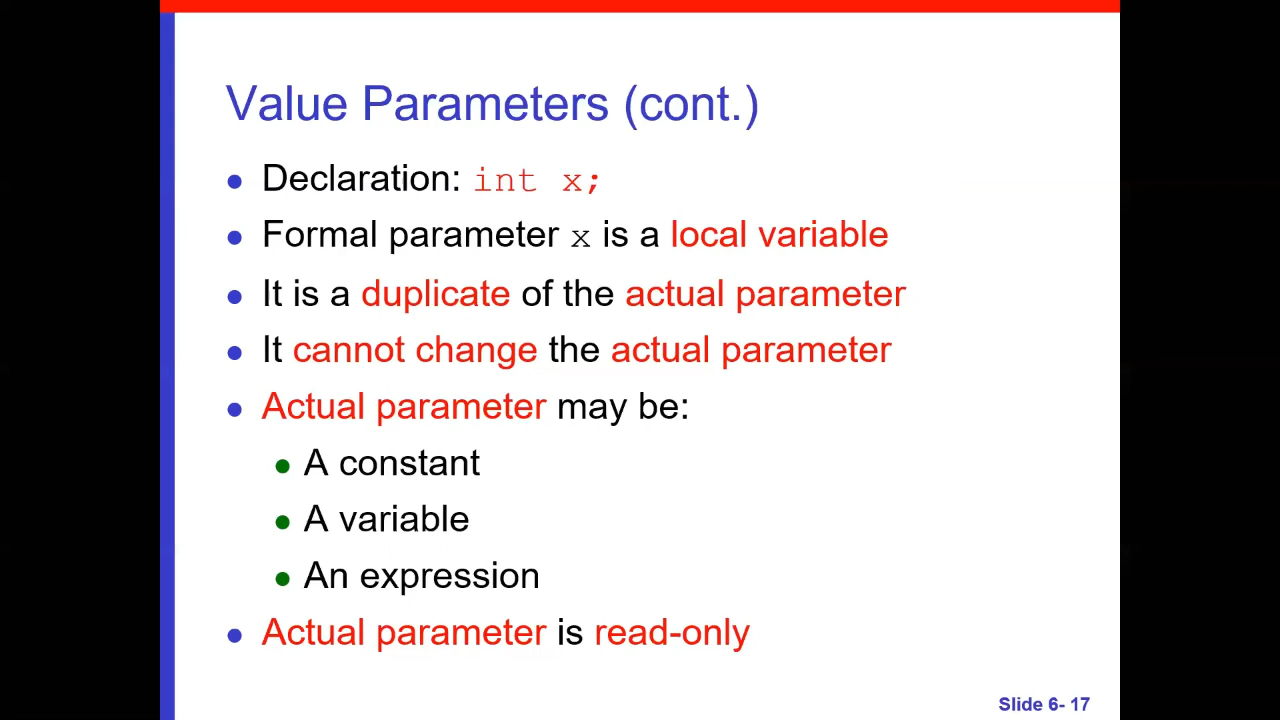 Value Parameters (cont.)
● Declaration: int x;
● Formal parameter x is a local variable
● It is a duplicate of the actual parameter
● It cannot change the actual parameter
● Actual parameter may be:
● A constant
● A variable
● An expression
● Actual parameter is read-only
Slide 6- 17